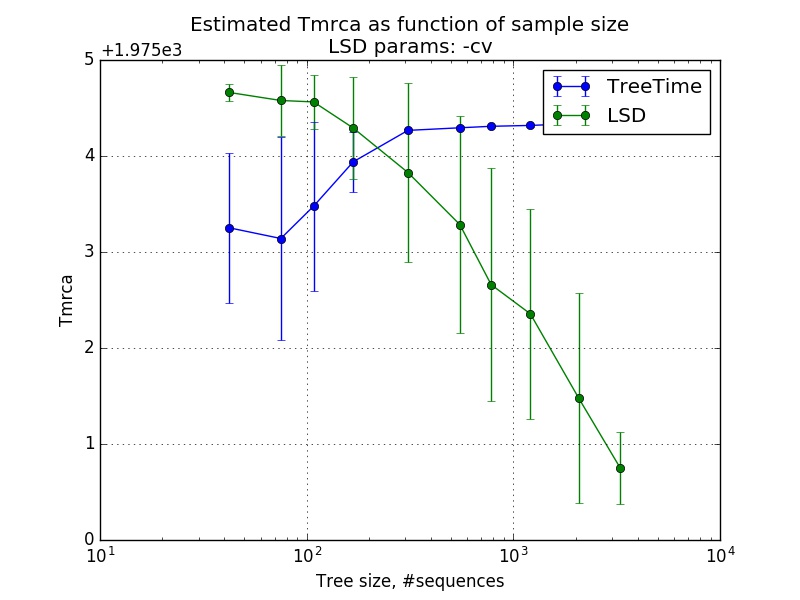 Estimated Tmrca as function of sample size
LSD params: -cv
+1.975e3
TreeTime
LSD
5
4
3
2
1
0
Tmrca
10¹
10²
10³
10⁴
Tree size, #sequences